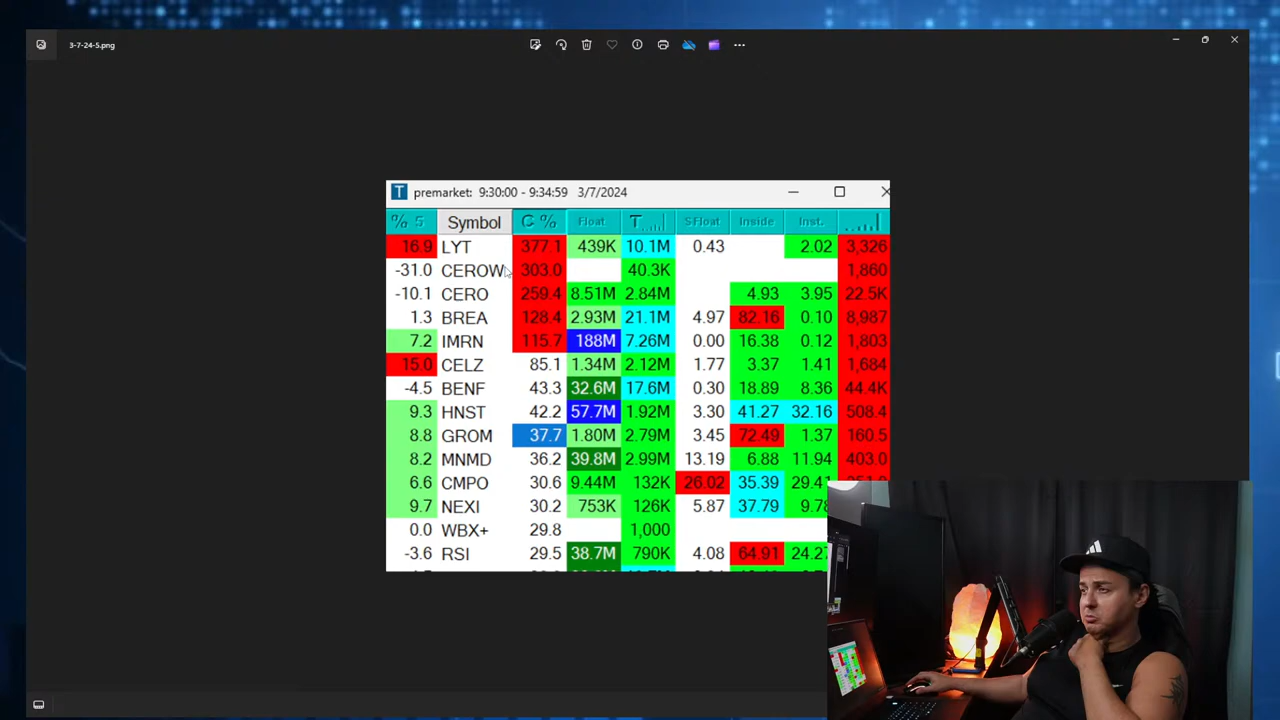 3-7-24-5.png
T premarket: 9:30:00 - 9:34:59 3/7/2024
% 5 Symbol C % Float T SFloat Inside Inst.
16.9 LYT 377.1 439K 10.1M 0.43 2.02 3,326
-31.0 CEROW 303.0 40.3K 1,860
-10.1 CERO 259.4 8.51M 2.84M 4.93 3.95 22.5K
1.3 BREA 128.4 2.93M 21.1M 4.97 82.16 0.10 8,987
7.2 IMRN 115.7 188M 7.26M 0.00 16.38 0.12 1,803
15.0 CELZ 85.1 1.34M 2.12M 1.77 3.37 1.41 1,684
-4.5 BENF 43.3 32.6M 17.6M 0.30 18.89 8.36 44.4K
9.3 HNST 42.2 57.7M 1.92M 3.30 41.27 32.16 508.4
8.8 GROM 37.7 1.80M 2.79M 3.45 72.49 1.37 160.5
8.2 MNMD 36.2 39.8M 2.99M 13.19 6.88 11.94 403.0
6.6 CMPO 30.6 9.44M 132K 26.02 35.39 29.41
9.7 NEXI 30.2 753K 126K 5.87 37.79 9.78
0.0 WBX+ 29.8 1,000
-3.6 RSI 29.5 38.7M 790K 4.08 64.91 24.27